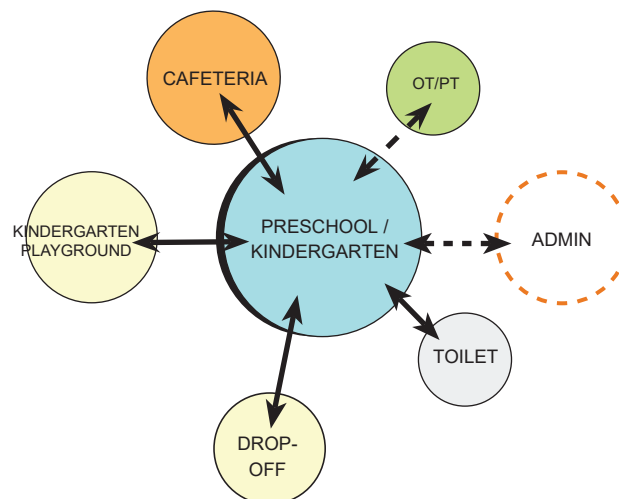 CAFETERIA
OT/PT
KINDERGARTEN
PLAYGROUND
PRESCHOOL /
KINDERGARTEN
ADMIN
TOILET
DROP-
OFF